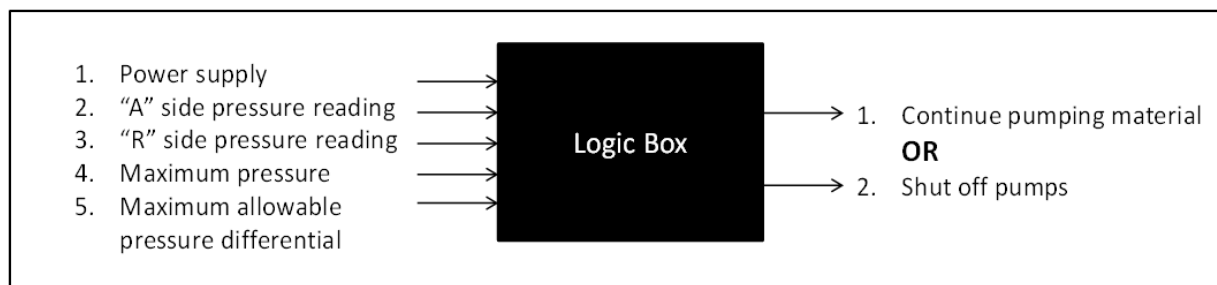 1. Power supply
2. “A” side pressure reading
3. “R” side pressure reading
4. Maximum pressure
5. Maximum allowable
pressure differential
Logic Box
1. Continue pumping material
OR
2. Shut off pumps